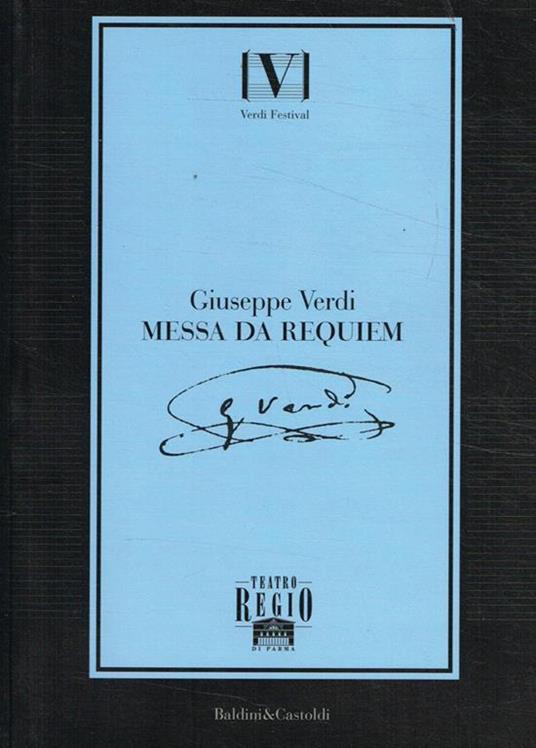 V
Verdi Festival
Giuseppe Verdi
MESSA DA REQUIEM
G Verdi
TEATRO
REGIO
DI PARMA
Baldini&Castoldi